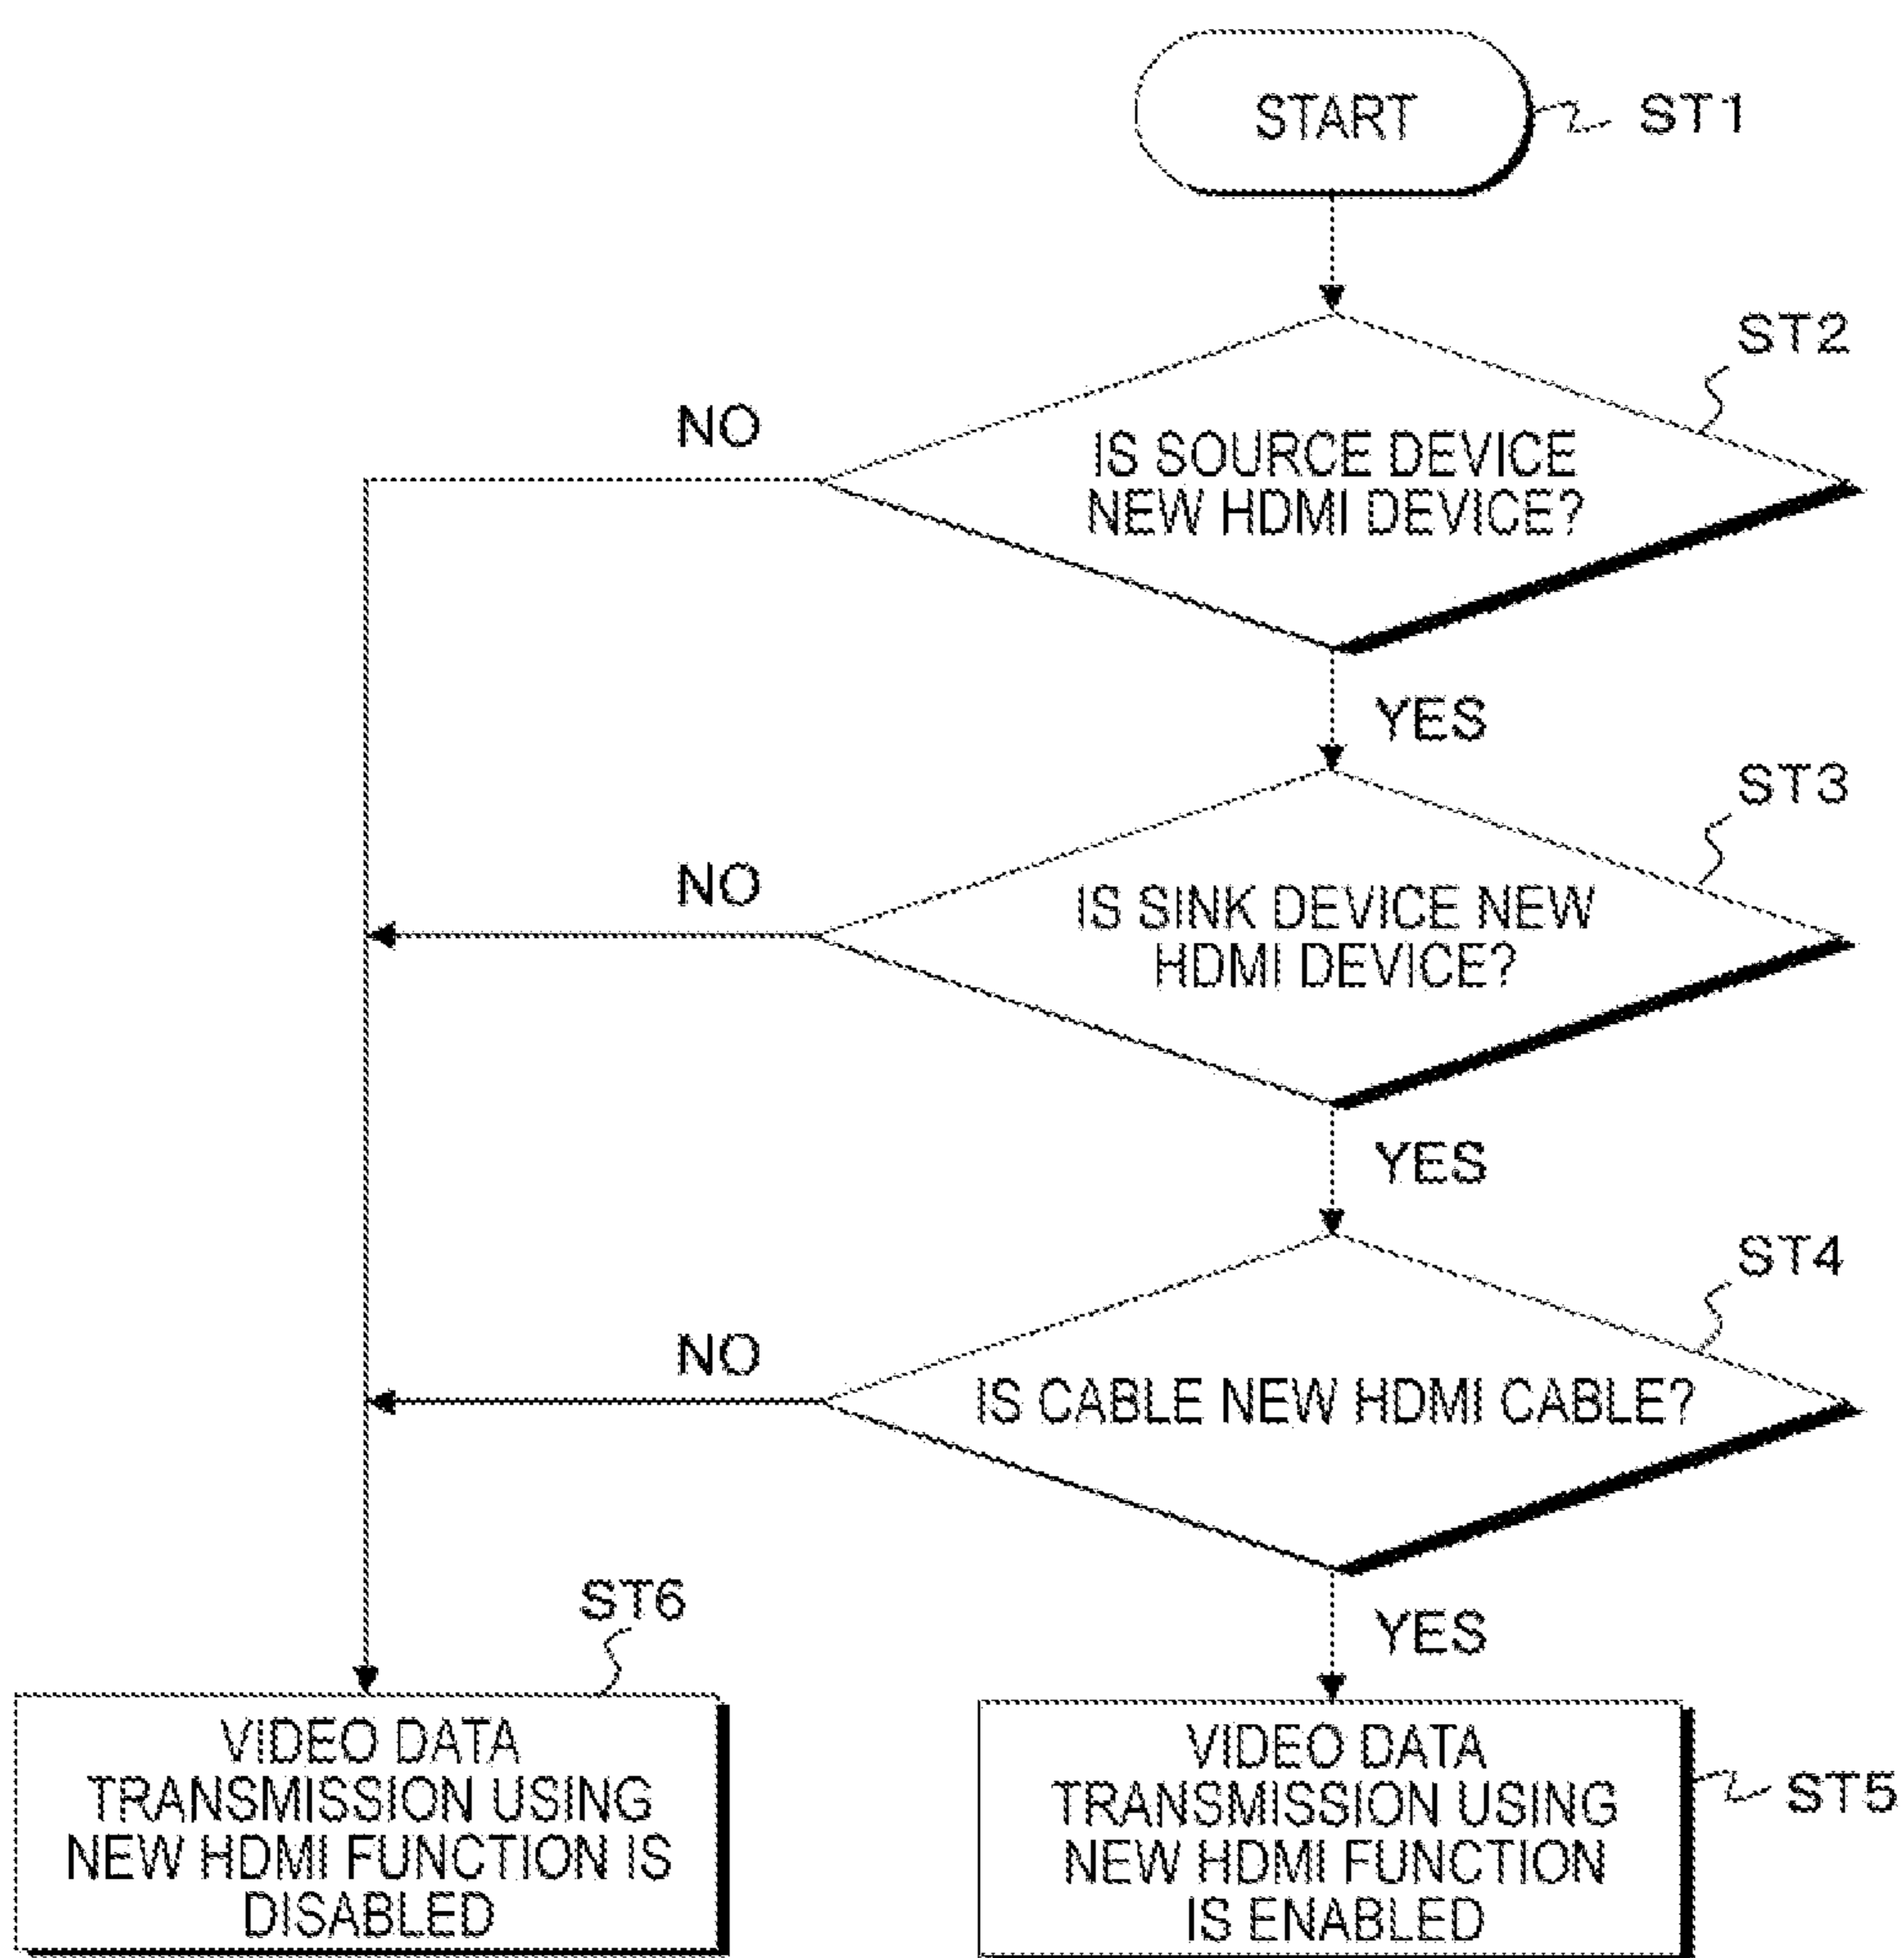 START
ST1
ST2
NO
IS SOURCE DEVICE
NEW HDMI DEVICE?
YES
ST3
NO
IS SINK DEVICE NEW
HDMI DEVICE?
YES
ST4
NO
IS CABLE NEW HDMI CABLE?
YES
ST6
VIDEO DATA
TRANSMISSION USING
NEW HDMI FUNCTION IS
DISABLED
VIDEO DATA
TRANSMISSION USING
NEW HDMI FUNCTION
IS ENABLED
ST5